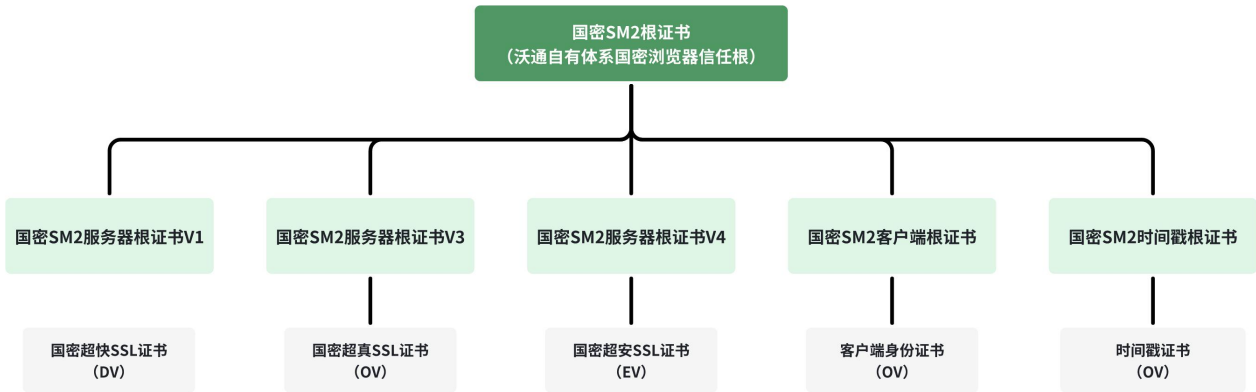 国密SM2根证书
（沃通自有体系国密浏览器信任根）
国密SM2服务器根证书V1
国密SM2服务器根证书V3
国密SM2服务器根证书V4
国密SM2客户端根证书
国密SM2时间戳根证书
国密超快SSL证书
（DV）
国密超真SSL证书
（OV）
国密超安SSL证书
（EV）
客户端身份证书
（OV）
时间戳证书
（OV）